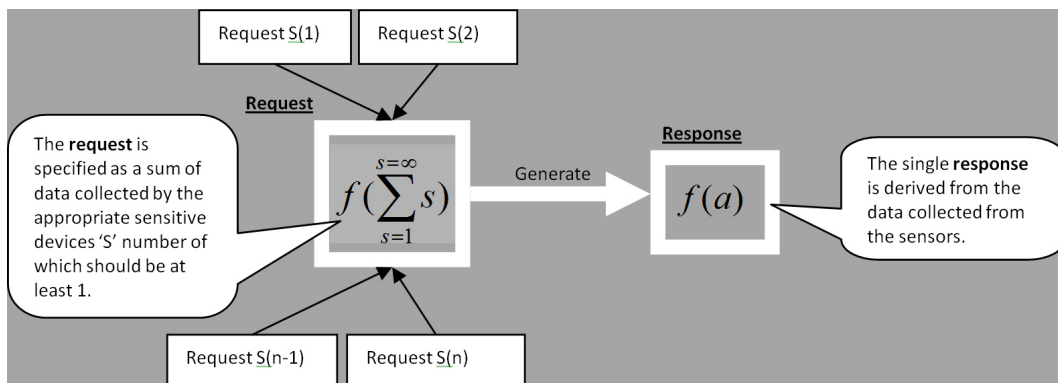 Request S(1)
Request S(2)
Request
Response
The request is
specified as a sum of
data collected by the
appropriate sensitive
devices ‘S’ number of
which should be at
least 1.
s=∞
f(∑ s)
s=1
Generate
f(a)
The single response
is derived from the
data collected from
the sensors.
Request S(n-1)
Request S(n)